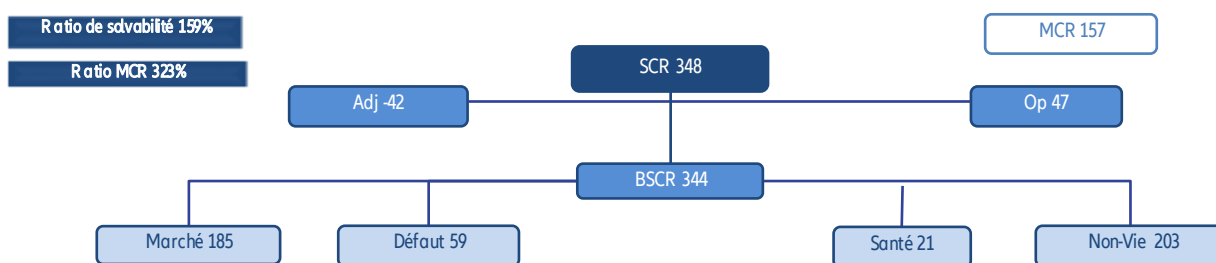 Ratio de solvabilité 159%
MCR 157
Ratio MCR 323%
SCR 348
Adj -42
Op 47
BSCR 344
Marché 185
Défaut 59
Santé 21
Non-Vie 203